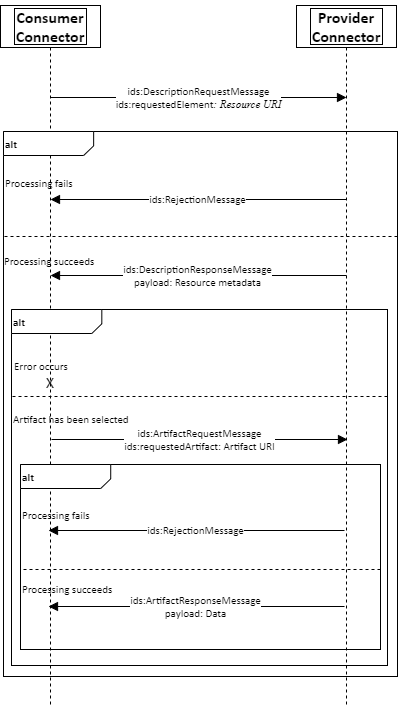 Consumer
Connector
Provider
Connector
ids:DescriptionRequestMessage
ids:requestedElement: Resource URI
alt
Processing fails
ids:RejectionMessage
Processing succeeds
ids:DescriptionResponseMessage
payload: Resource metadata
alt
Error occurs
X
Artifact has been selected
ids:ArtifactRequestMessage
ids:requestedArtifact: Artifact URI
alt
Processing fails
ids:RejectionMessage
Processing succeeds
ids:ArtifactResponseMessage
payload: Data